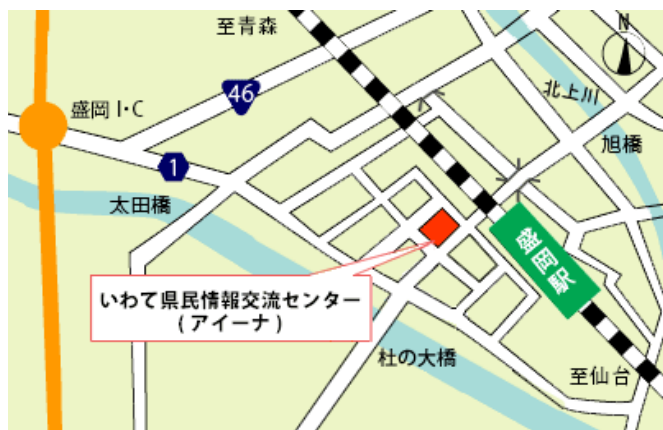 至青森
N
46
北上川
盛岡 I・C
旭橋
1
太田橋
盛岡駅
いわて県民情報交流センター
(アイーナ)
杜の大橋
至仙台